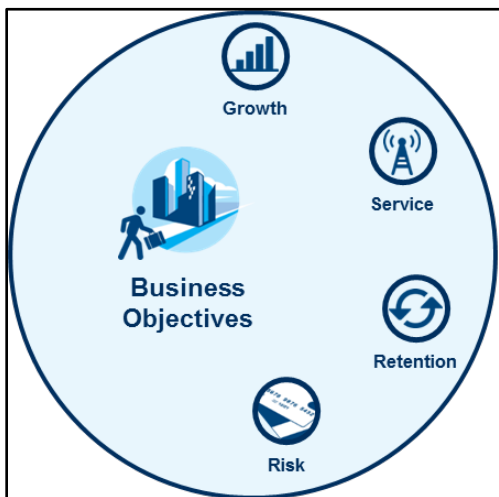 Growth
Service
Business
Objectives
Retention
Risk